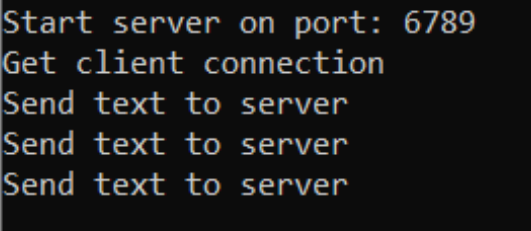 Start server on port: 6789
Get client connection
Send text to server
Send text to server
Send text to server